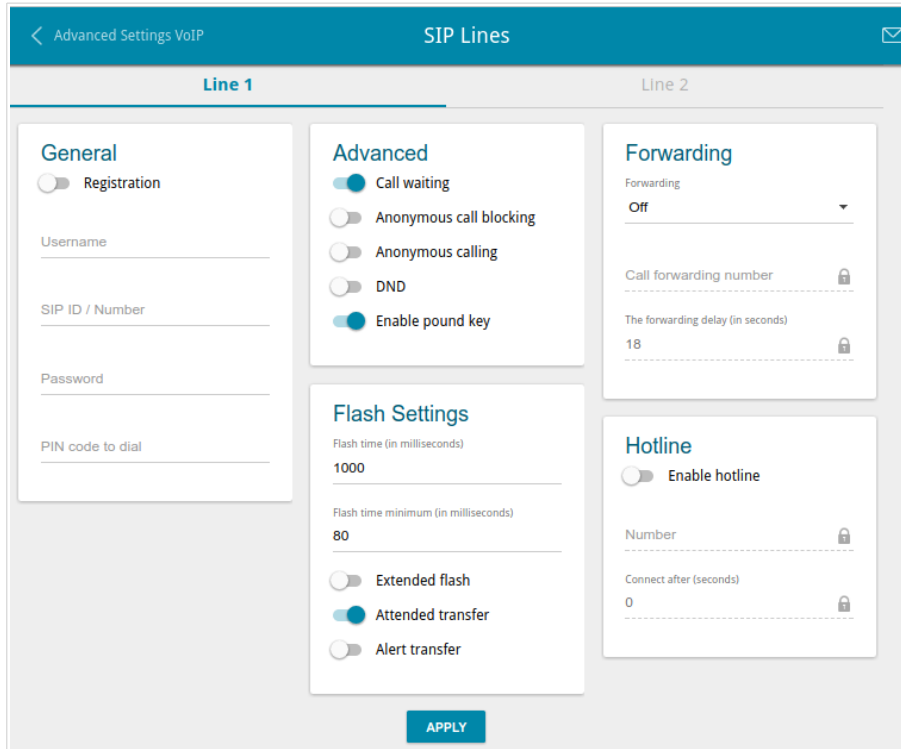 Advanced Settings VoIP
SIP Lines
Line 1
Line 2
General
Registration
Username
SIP ID / Number
Password
PIN code to dial
Advanced
Call waiting
Anonymous call blocking
Anonymous calling
DND
Enable pound key
Flash Settings
Flash time (in milliseconds)
1000
Flash time minimum (in milliseconds)
80
Extended flash
Attended transfer
Alert transfer
Forwarding
Forwarding
Off
Call forwarding number
The forwarding delay (in seconds)
18
Hotline
Enable hotline
Number
Connect after (seconds)
0
APPLY